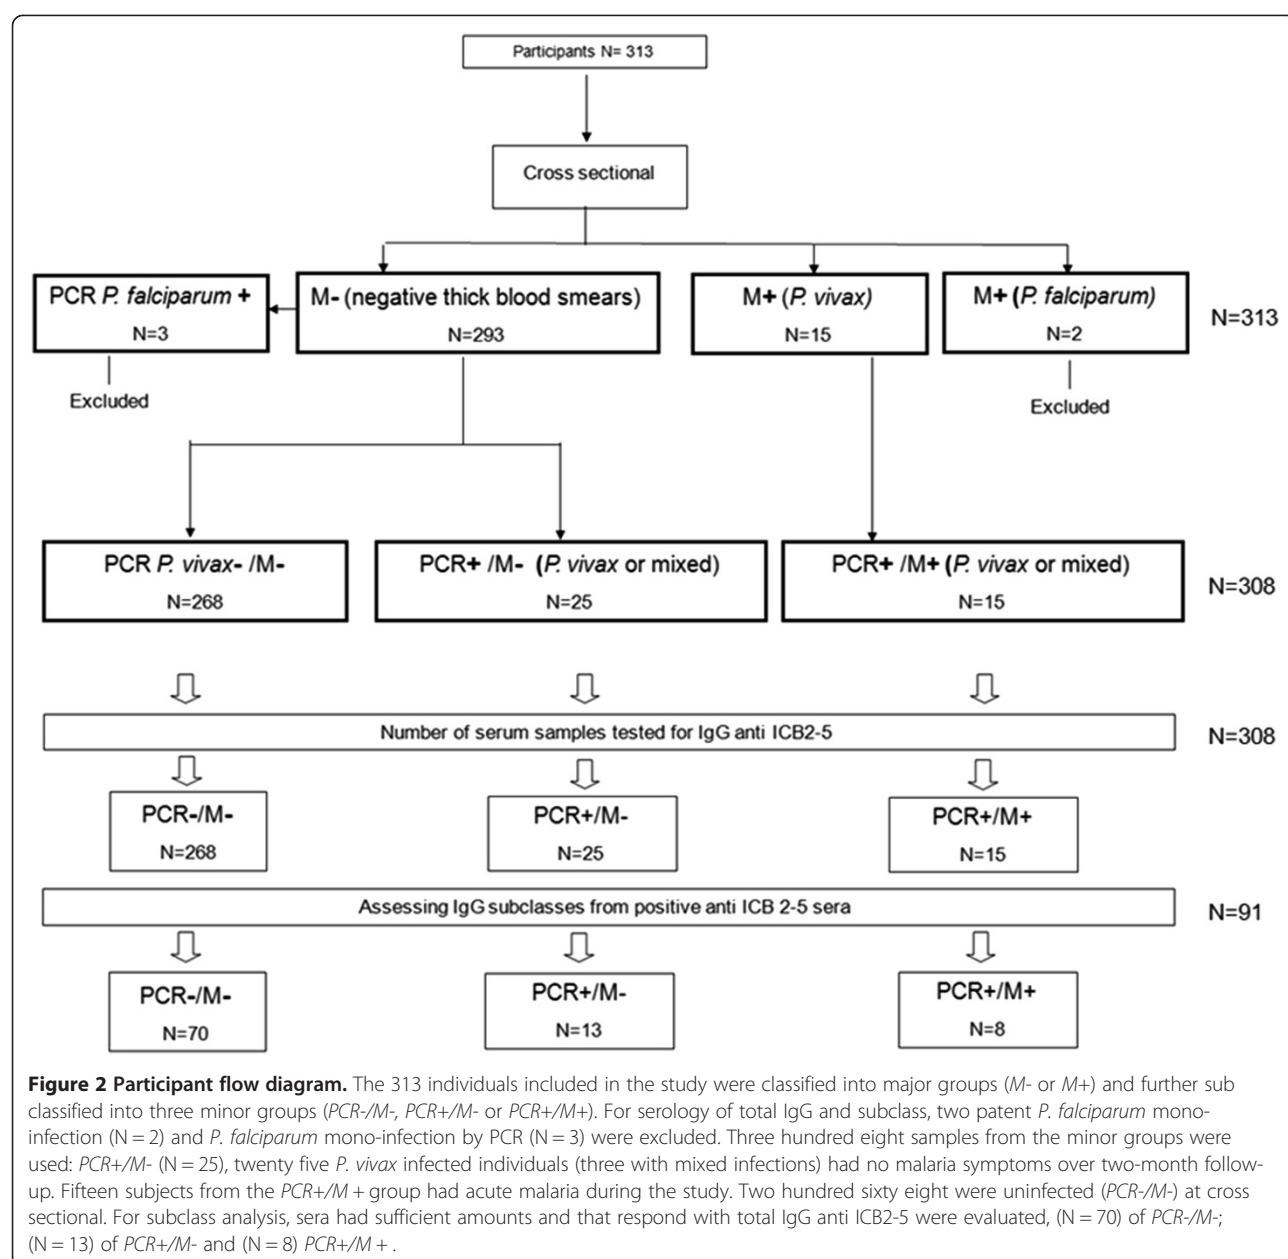 Participants N= 313
Cross sectional
PCR P. falciparum +
N=3
M- (negative thick blood smears)
N=293
M+ (P. vivax)
N=15
M+ (P. falciparum)
N=2
N=313
Excluded
Excluded
PCR P. vivax- /M-
N=268
PCR+ /M- (P. vivax or mixed)
N=25
PCR+ /M+ (P. vivax or mixed)
N=15
N=308
Number of serum samples tested for IgG anti ICB2-5
N=308
PCR-/M-
N=268
PCR+/M-
N=25
PCR+/M+
N=15
Assessing IgG subclasses from positive anti ICB 2-5 sera
N=91
PCR-/M-
N=70
PCR+/M-
N=13
PCR+/M+
N=8
Figure 2 Participant flow diagram. The 313 individuals included in the study were classified into major groups (M- or M+) and further sub
classified into three minor groups (PCR-/M-, PCR+/M- or PCR+/M+). For serology of total IgG and subclass, two patent P. falciparum mono-
infection (N = 2) and P. falciparum mono-infection by PCR (N = 3) were excluded. Three hundred eight samples from the minor groups were
used: PCR+/M- (N = 25), twenty five P. vivax infected individuals (three with mixed infections) had no malaria symptoms over two-month follow-
up. Fifteen subjects from the PCR+/M + group had acute malaria during the study. Two hundred sixty eight were uninfected (PCR-/M-) at cross
sectional. For subclass analysis, sera had sufficient amounts and that respond with total IgG anti ICB2-5 were evaluated, (N = 70) of PCR-/M-;
(N = 13) of PCR+/M- and (N = 8) PCR+/M + .